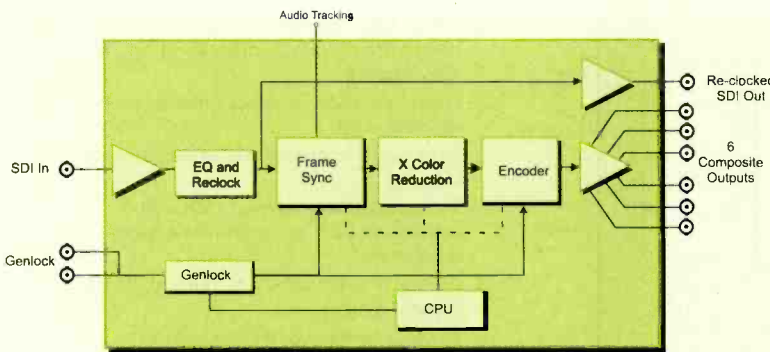 Audio Tracking
Re-clocked
SDI Out
SDI In
EQ and
Reclock
Frame
Sync
X Color
Reduction
Encoder
6
Composite
Outputs
Genlock
Genlock
CPU